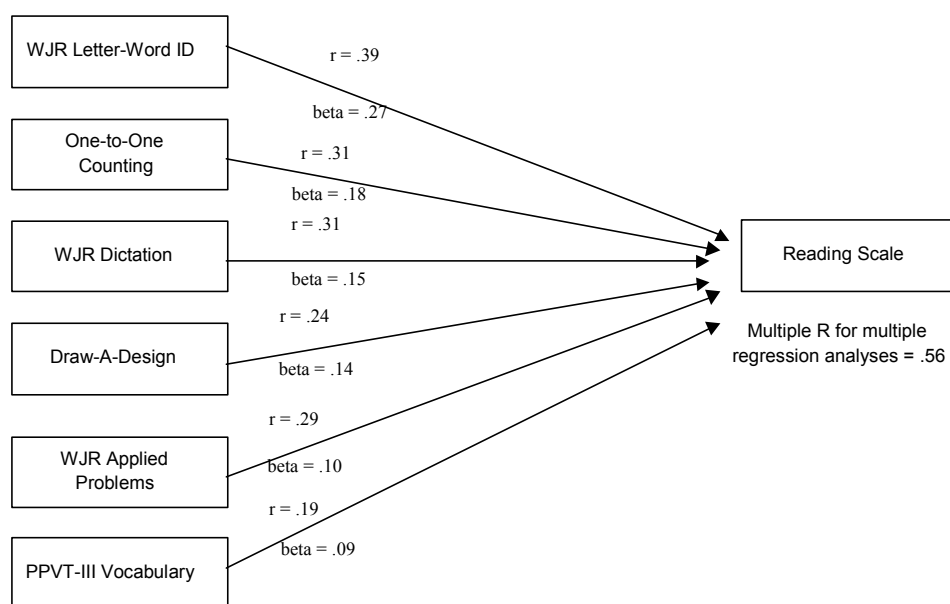 WJR Letter-Word ID
r = .39
beta = .27
One-to-One
Counting
r = .31
beta = .18
WJR Dictation
r = .31
beta = .15
Draw-A-Design
r = .24
beta = .14
WJR Applied
Problems
r = .29
beta = .10
PPVT-III Vocabulary
r = .19
beta = .09
Reading Scale
Multiple R for multiple
regression analyses = .56